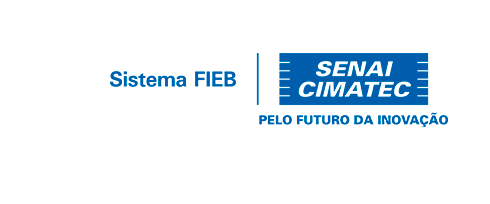 Sistema FIEB
SENAI
CIMATEC
PELO FUTURO DA INOVAÇÃO